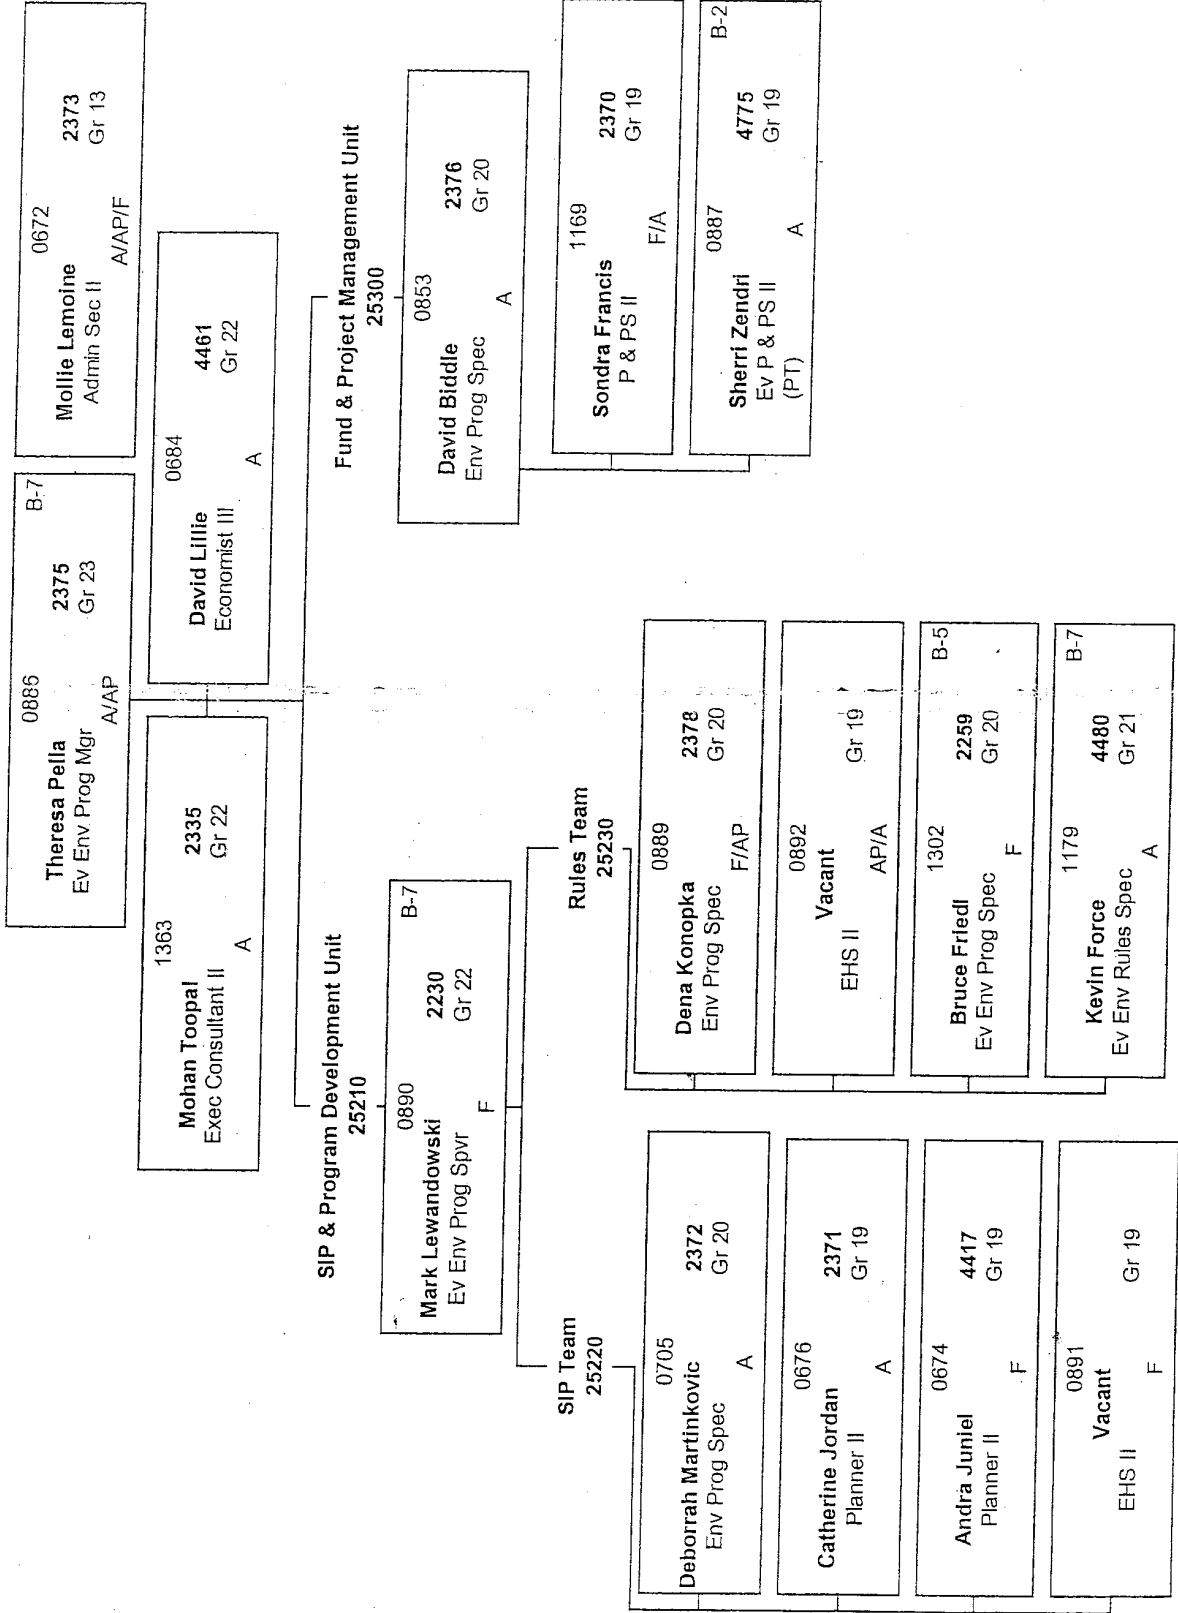 0886 B-7
Theresa Pella 2375
Ev Env Prog Mgr Gr 23
A/AP
0672
Mollie Lemoine 2373
Admin Sec II Gr 13
A/AP/F
1363
Mohan Toopal 2335
Exec Consultant II Gr 22
A
0684
David Lillie 4461
Economist III Gr 22
A
SIP & Program Development Unit
25210
0890 B-7
Mark Lewandowski 2230
Ev Env Prog Spvr Gr 22
F
SIP Team
25220
0705
Deborrah Martinkovic 2372
Env Prog Spec Gr 20
A
0676
Catherine Jordan 2371
Planner II Gr 19
A
0674
Andra Juniel 4417
Planner II Gr 19
F
0891
Vacant
EHS II Gr 19
F
Rules Team
25230
0889
Dena Konopka 2378
Env Prog Spec Gr 20
F/AP
0892
Vacant
EHS II Gr 19
AP/A
1302 B-5
Bruce Friedl 2259
Ev Env Prog Spec Gr 20
F
1179 B-7
Kevin Force 4480
Ev Env Rules Spec Gr 21
A
Fund & Project Management Unit
25300
0853
David Biddle 2376
Env Prog Spec Gr 20
A
1169
Sondra Francis 2370
P & PS II Gr 19
F/A
0887 B-2
Sherri Zendri 4775
Ev P & PS II Gr 19
(PT) A